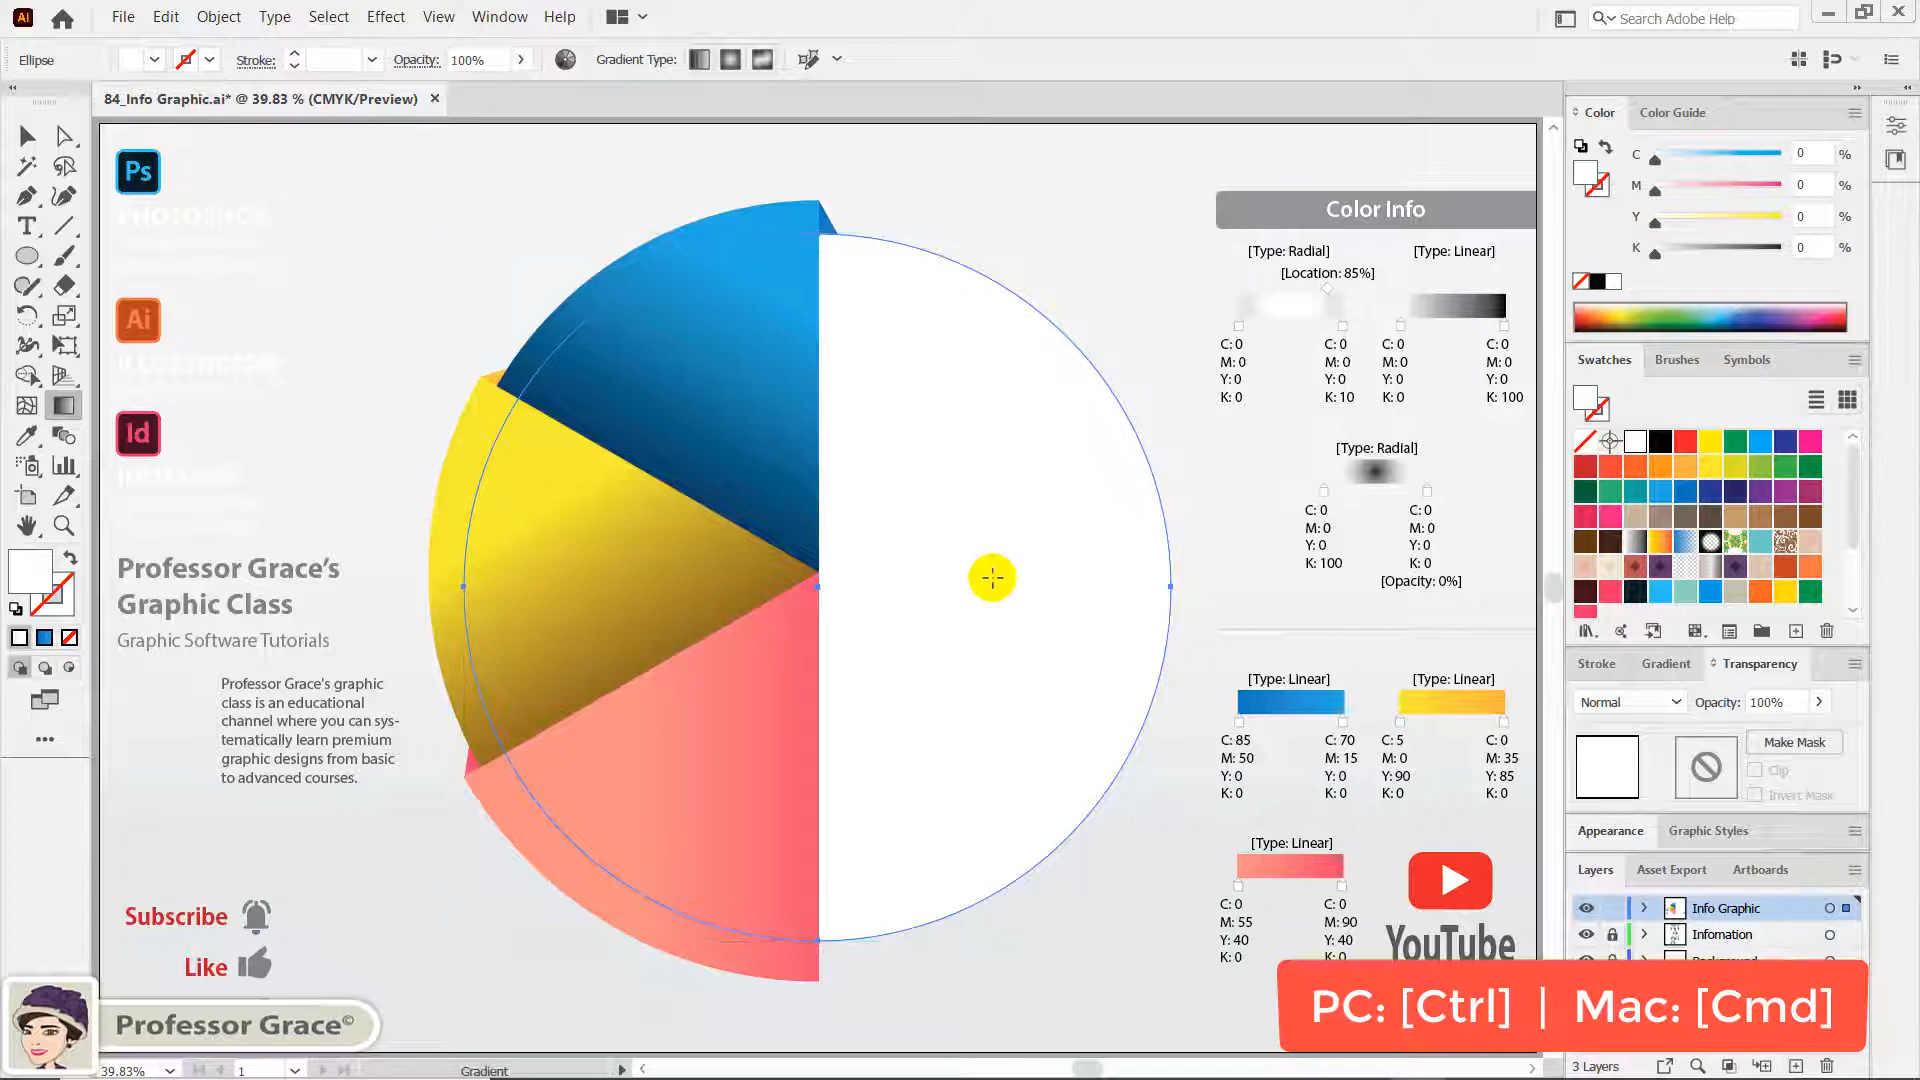 Ai File Edit Object Type Select Effect View Window Help Search Adobe Help
Ellipse Stroke: Opacity: 100% Gradient Type:
84_Info Graphic.ai* @ 39.83 % (CMYK/Preview)
Ps
Ai
Id
Professor Grace's
Graphic Class
Graphic Software Tutorials
Professor Grace's graphic
class is an educational
channel where you can sys-
tematically learn premium
graphic designs from basic
to advanced courses.
Subscribe
Like
Professor Grace©
Color Info
[Type: Radial] [Type: Linear]
[Location: 85%]
C: 0 C: 0 C: 0 C: 0
M: 0 M: 0 M: 0 M: 0
Y: 0 Y: 0 Y: 0 Y: 0
K: 0 K: 10 K: 0 K: 100
[Type: Radial]
C: 0 C: 0
M: 0 M: 0
Y: 0 Y: 0
K: 100 K: 0
[Opacity: 0%]
[Type: Linear] [Type: Linear]
C: 85 C: 70 C: 5 C: 0
M: 50 M: 15 M: 0 M: 35
Y: 0 Y: 0 Y: 90 Y: 85
K: 0 K: 0 K: 0 K: 0
[Type: Linear]
C: 0 C: 0
M: 55 M: 90
Y: 40 Y: 40
K: 0 K: 0
YouTube
PC: [Ctrl] | Mac: [Cmd]
Color Color Guide
C 0 %
M 0 %
Y 0 %
K 0 %
Swatches Brushes Symbols
Stroke Gradient Transparency
Normal Opacity: 100%
Make Mask
Clip
Invert Mask
Appearance Graphic Styles
Layers Asset Export Artboards
Info Graphic
Infomation
3 Layers
39.83% 1 Gradient